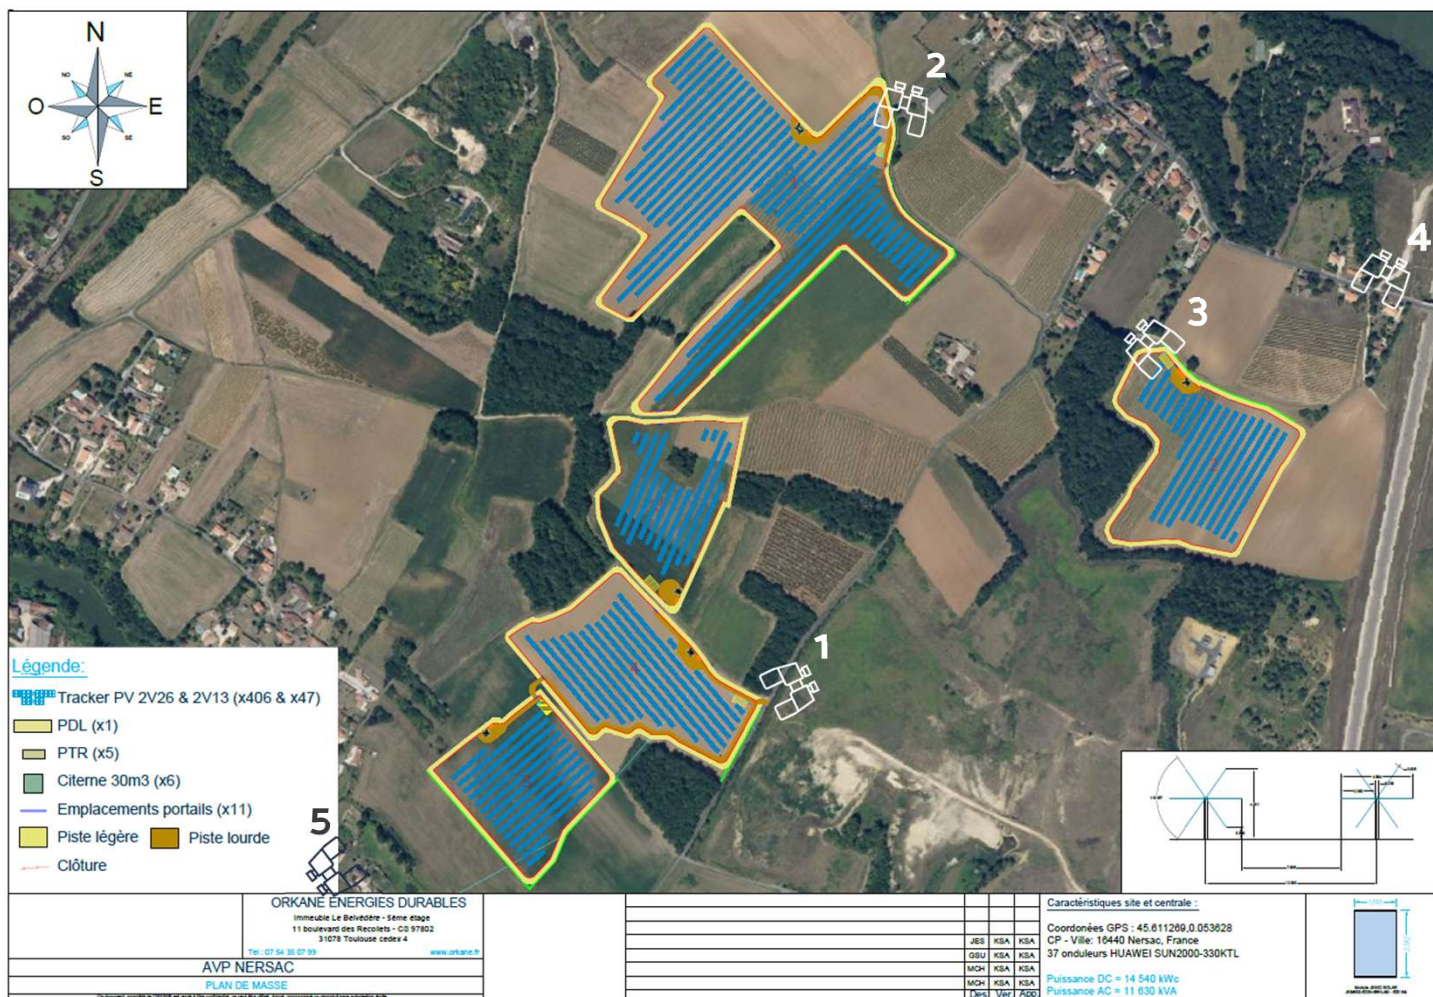 N
NO
NE
O
E
SO
SE
S
2
4
3
1
5
4
Légende:
Tracker PV 2V26 & 2V13 (x406 & x47)
PDL (x1)
PTR (x5)
Citerne 30m3 (x6)
Emplacements portails (x11)
Piste légère
Piste lourde
Clôture
ORKANE ENERGIES DURABLES
Immeuble Le Belvédère - 5ème étage
11 boulevard des Recollets - CS 97802
31078 Toulouse cedex 4
Tél : 07 54 35 07 99 www.orkane.fr
AVP NERSAC
PLAN DE MASSE
JES KSA KSA
GSU KSA KSA
MCH KSA KSA
MCH KSA KSA
Des Ver App
Caractéristiques site et centrale :
Coordonées GPS : 45.611269,0.053628
CP - Ville: 16440 Nersac, France
37 onduleurs HUAWEI SUN2000-330KTL
Puissance DC = 14 540 kWc
Puissance AC = 11 630 kVA